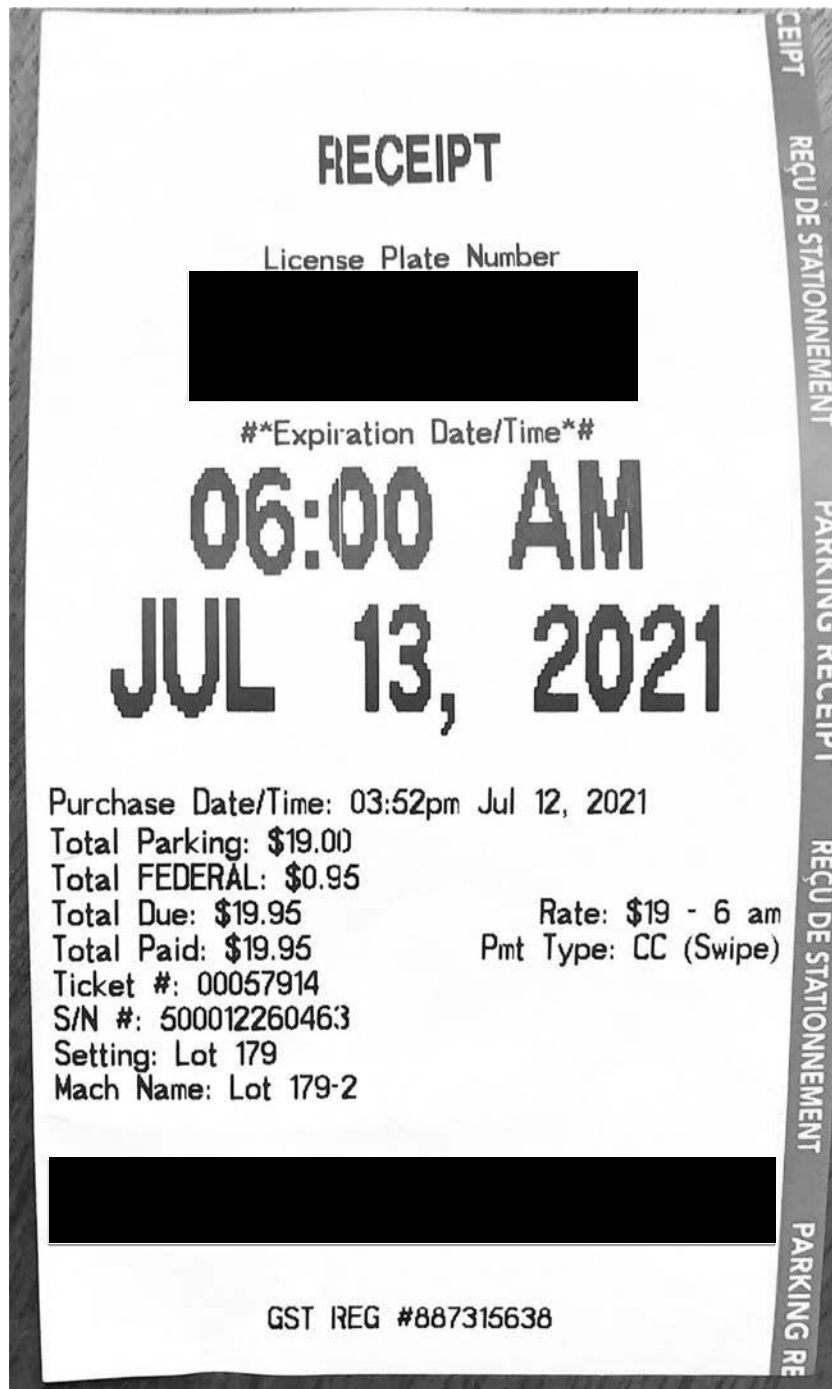 RECEIPT
License Plate Number
#*Expiration Date/Time*#
06:00 AM
JUL 13, 2021
Purchase Date/Time: 03:52pm Jul 12, 2021
Total Parking: $19.00
Total FEDERAL: $0.95
Total Due: $19.95 Rate: $19 - 6 am
Total Paid: $19.95 Pmt Type: CC (Swipe)
Ticket #: 00057914
S/N #: 500012260463
Setting: Lot 179
Mach Name: Lot 179-2
GST REG #887315638
CEIPT REÇU DE STATIONNEMENT PARKING RECEIPT REÇU DE STATIONNEMENT PARKING RE